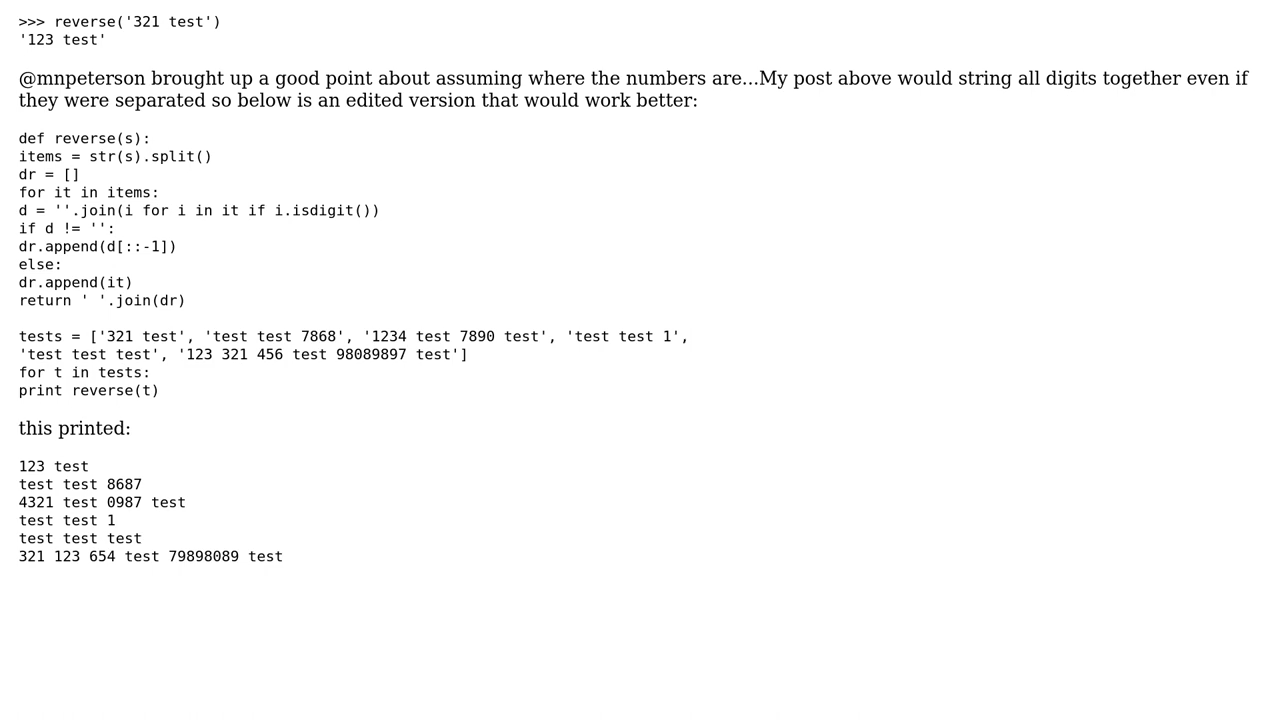 >>> reverse('321 test')
'123 test'
@mnpeterson brought up a good point about assuming where the numbers are...My post above would string all digits together even if
they were separated so below is an edited version that would work better:
def reverse(s):
items = str(s).split()
dr = []
for it in items:
d = ''.join(i for i in it if i.isdigit())
if d != '':
dr.append(d[::-1])
else:
dr.append(it)
return ' '.join(dr)
tests = ['321 test', 'test test 7868', '1234 test 7890 test', 'test test 1',
'test test test', '123 321 456 test 98089897 test']
for t in tests:
print reverse(t)
this printed:
123 test
test test 8687
4321 test 0987 test
test test 1
test test test
321 123 654 test 79898089 test